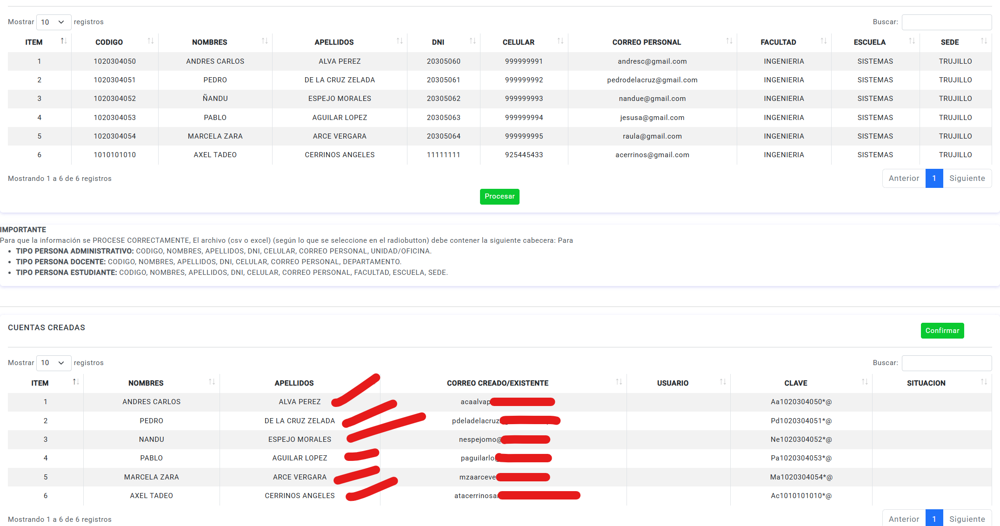 Mostrar 10 registros Buscar:
ITEM CODIGO NOMBRES APELLIDOS DNI CELULAR CORREO PERSONAL FACULTAD ESCUELA SEDE
1 1020304050 ANDRES CARLOS ALVA PEREZ 20305060 999999991 andresc@gmail.com INGENIERIA SISTEMAS TRUJILLO
2 1020304051 PEDRO DE LA CRUZ ZELADA 20305061 999999992 pedrodelacruz@gmail.com INGENIERIA SISTEMAS TRUJILLO
3 1020304052 ÑANDU ESPEJO MORALES 20305062 999999993 nandue@gmail.com INGENIERIA SISTEMAS TRUJILLO
4 1020304053 PABLO AGUILAR LOPEZ 20305063 999999994 jesusa@gmail.com INGENIERIA SISTEMAS TRUJILLO
5 1020304054 MARCELA ZARA ARCE VERGARA 20305064 999999995 raula@gmail.com INGENIERIA SISTEMAS TRUJILLO
6 1010101010 AXEL TADEO CERRINOS ANGELES 11111111 925445433 acerrinos@gmail.com INGENIERIA SISTEMAS TRUJILLO
Mostrando 1 a 6 de 6 registros Anterior 1 Siguiente
Procesar
IMPORTANTE
Para que la información se PROCESE CORRECTAMENTE, El archivo (csv o excel) (según lo que se seleccione en el radiobutton) debe contener la siguiente cabecera: Para
• TIPO PERSONA ADMINISTRATIVO: CODIGO, NOMBRES, APELLIDOS, DNI, CELULAR, CORREO PERSONAL, UNIDAD/OFICINA.
• TIPO PERSONA DOCENTE: CODIGO, NOMBRES, APELLIDOS, DNI, CELULAR, CORREO PERSONAL, DEPARTAMENTO.
• TIPO PERSONA ESTUDIANTE: CODIGO, NOMBRES, APELLIDOS, DNI, CELULAR, CORREO PERSONAL, FACULTAD, ESCUELA, SEDE.
CUENTAS CREADAS Confirmar
Mostrar 10 registros Buscar:
ITEM NOMBRES APELLIDOS CORREO CREADO/EXISTENTE USUARIO CLAVE SITUACION
1 ANDRES CARLOS ALVA PEREZ acaalvap Aa1020304050*@
2 PEDRO DE LA CRUZ ZELADA pdeladelacruz Pd1020304051*@
3 NANDU ESPEJO MORALES nespejomo@ Ne1020304052*@
4 PABLO AGUILAR LOPEZ paguilarlo Pa1020304053*@
5 MARCELA ZARA ARCE VERGARA mzaarceve Ma1020304054*@
6 AXEL TADEO CERRINOS ANGELES atacerrinosa Ac1010101010*@
Mostrando 1 a 6 de 6 registros Anterior 1 Siguiente